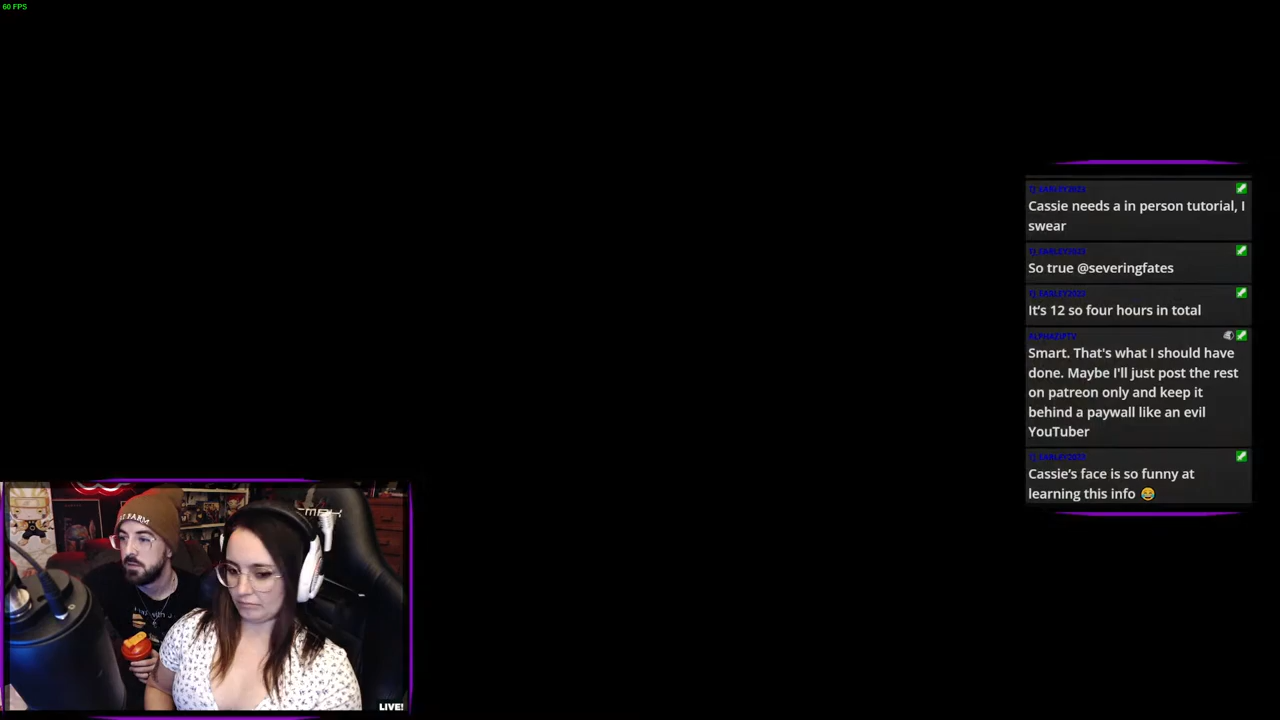 60 FPS
Cassie needs a in person tutorial, I
swear
So true @severingfates
It's 12 so four hours in total
Smart. That's what I should have
done. Maybe I'll just post the rest
on patreon only and keep it
behind a paywall like an evil
YouTuber
Cassie's face is so funny at
learning this info 😂
LIVE!